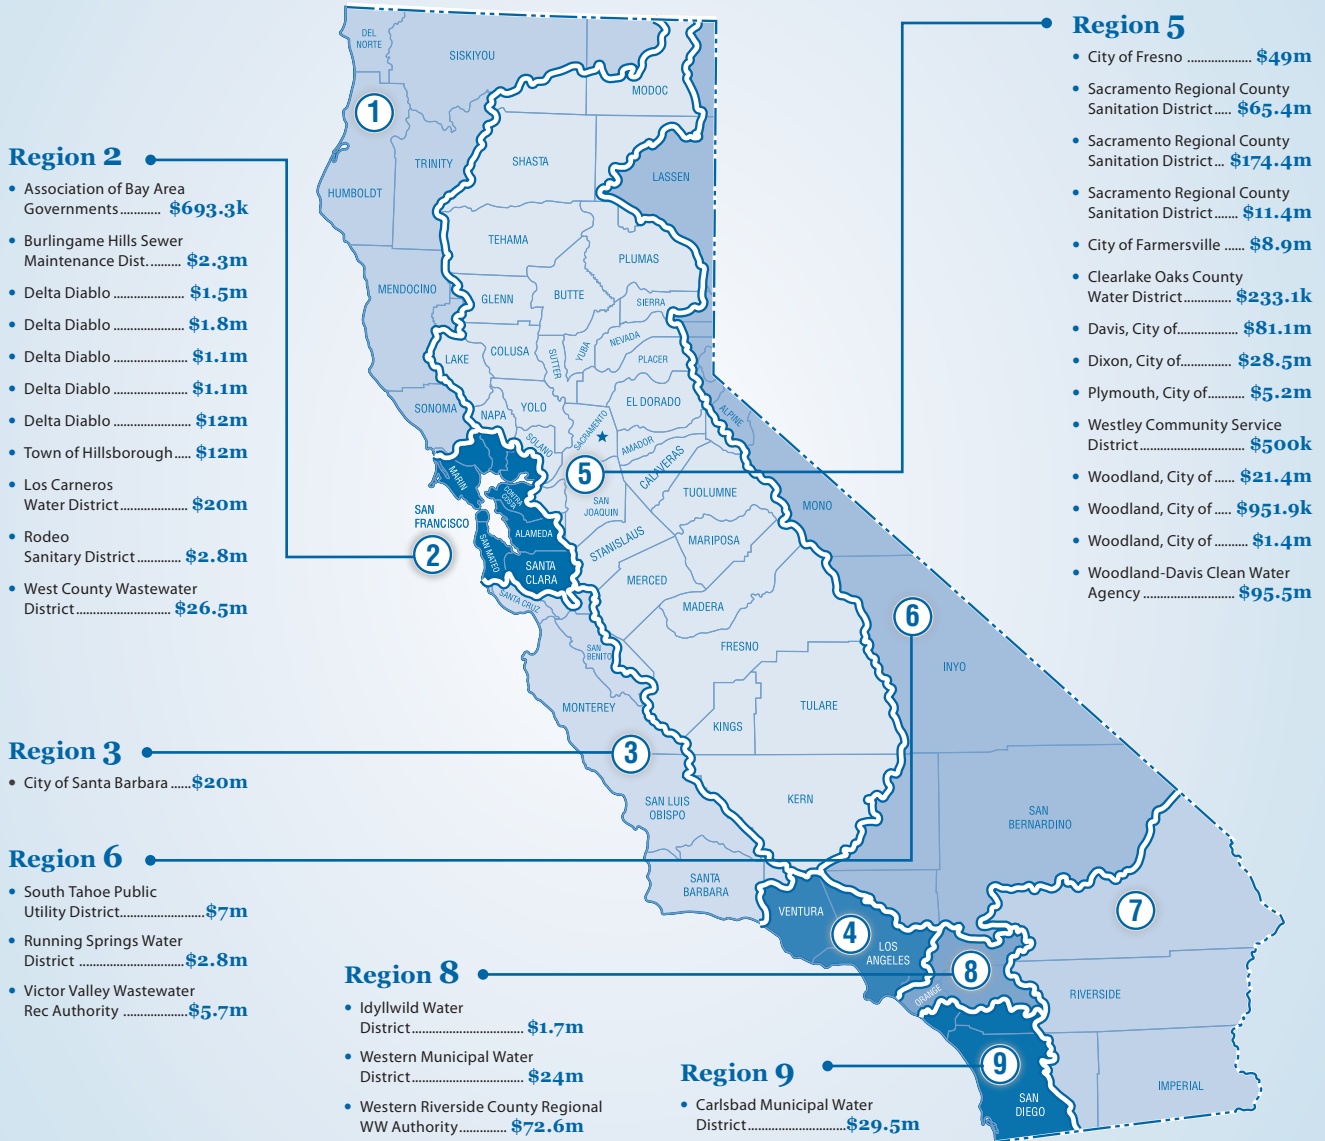 Region 2
• Association of Bay Area
Governments............ $693.3k
• Burlingame Hills Sewer
Maintenance Dist.......... $2.3m
• Delta Diablo ..................... $1.5m
• Delta Diablo ..................... $1.8m
• Delta Diablo ..................... $1.1m
• Delta Diablo ..................... $1.1m
• Delta Diablo ..................... $12m
• Town of Hillsborough..... $12m
• Los Carneros
Water District.................... $20m
• Rodeo
Sanitary District.............. $2.8m
• West County Wastewater
District............................ $26.5m
Region 3
• City of Santa Barbara ......$20m
Region 6
• South Tahoe Public
Utility District.........................$7m
• Running Springs Water
District ...............................$2.8m
• Victor Valley Wastewater
Rec Authority ...................$5.7m
Region 8
• Idyllwild Water
District................................. $1.7m
• Western Municipal Water
District................................. $24m
• Western Riverside County Regional
WW Authority.............. $72.6m
Region 9
• Carlsbad Municipal Water
District.............................$29.5m
Region 5
• City of Fresno ................... $49m
• Sacramento Regional County
Sanitation District..... $65.4m
• Sacramento Regional County
Sanitation District... $174.4m
• Sacramento Regional County
Sanitation District....... $11.4m
• City of Farmersville ...... $8.9m
• Clearlake Oaks County
Water District.............. $233.1k
• Davis, City of.................. $81.1m
• Dixon, City of................. $28.5m
• Plymouth, City of........... $5.2m
• Westley Community Service
District............................... $500k
• Woodland, City of ...... $21.4m
• Woodland, City of ..... $951.9k
• Woodland, City of .......... $1.4m
• Woodland-Davis Clean Water
Agency ........................... $95.5m
DEL
NORTE
SISKIYOU
MODOC
1
TRINITY
SHASTA
LASSEN
HUMBOLDT
TEHAMA
PLUMAS
MENDOCINO
GLENN
BUTTE
SIERRA
LAKE
COLUSA
SUTTER
YUBA
NEVADA
PLACER
SONOMA
NAPA
YOLO
EL DORADO
ALPINE
SOLANO
SACRAMENTO
AMADOR
CALAVERAS
MARIN
CONTRA
COSTA
5
TUOLUMNE
SAN
JOAQUIN
MONO
SAN
FRANCISCO
ALAMEDA
STANISLAUS
MARIPOSA
2
SAN MATEO
SANTA
CLARA
MERCED
SANTA CRUZ
MADERA
6
SAN
BENITO
FRESNO
INYO
MONTEREY
TULARE
KINGS
3
SAN LUIS
OBISPO
KERN
SAN
BERNARDINO
SANTA
BARBARA
VENTURA
4
LOS
ANGELES
7
8
ORANGE
RIVERSIDE
9
SAN
DIEGO
IMPERIAL